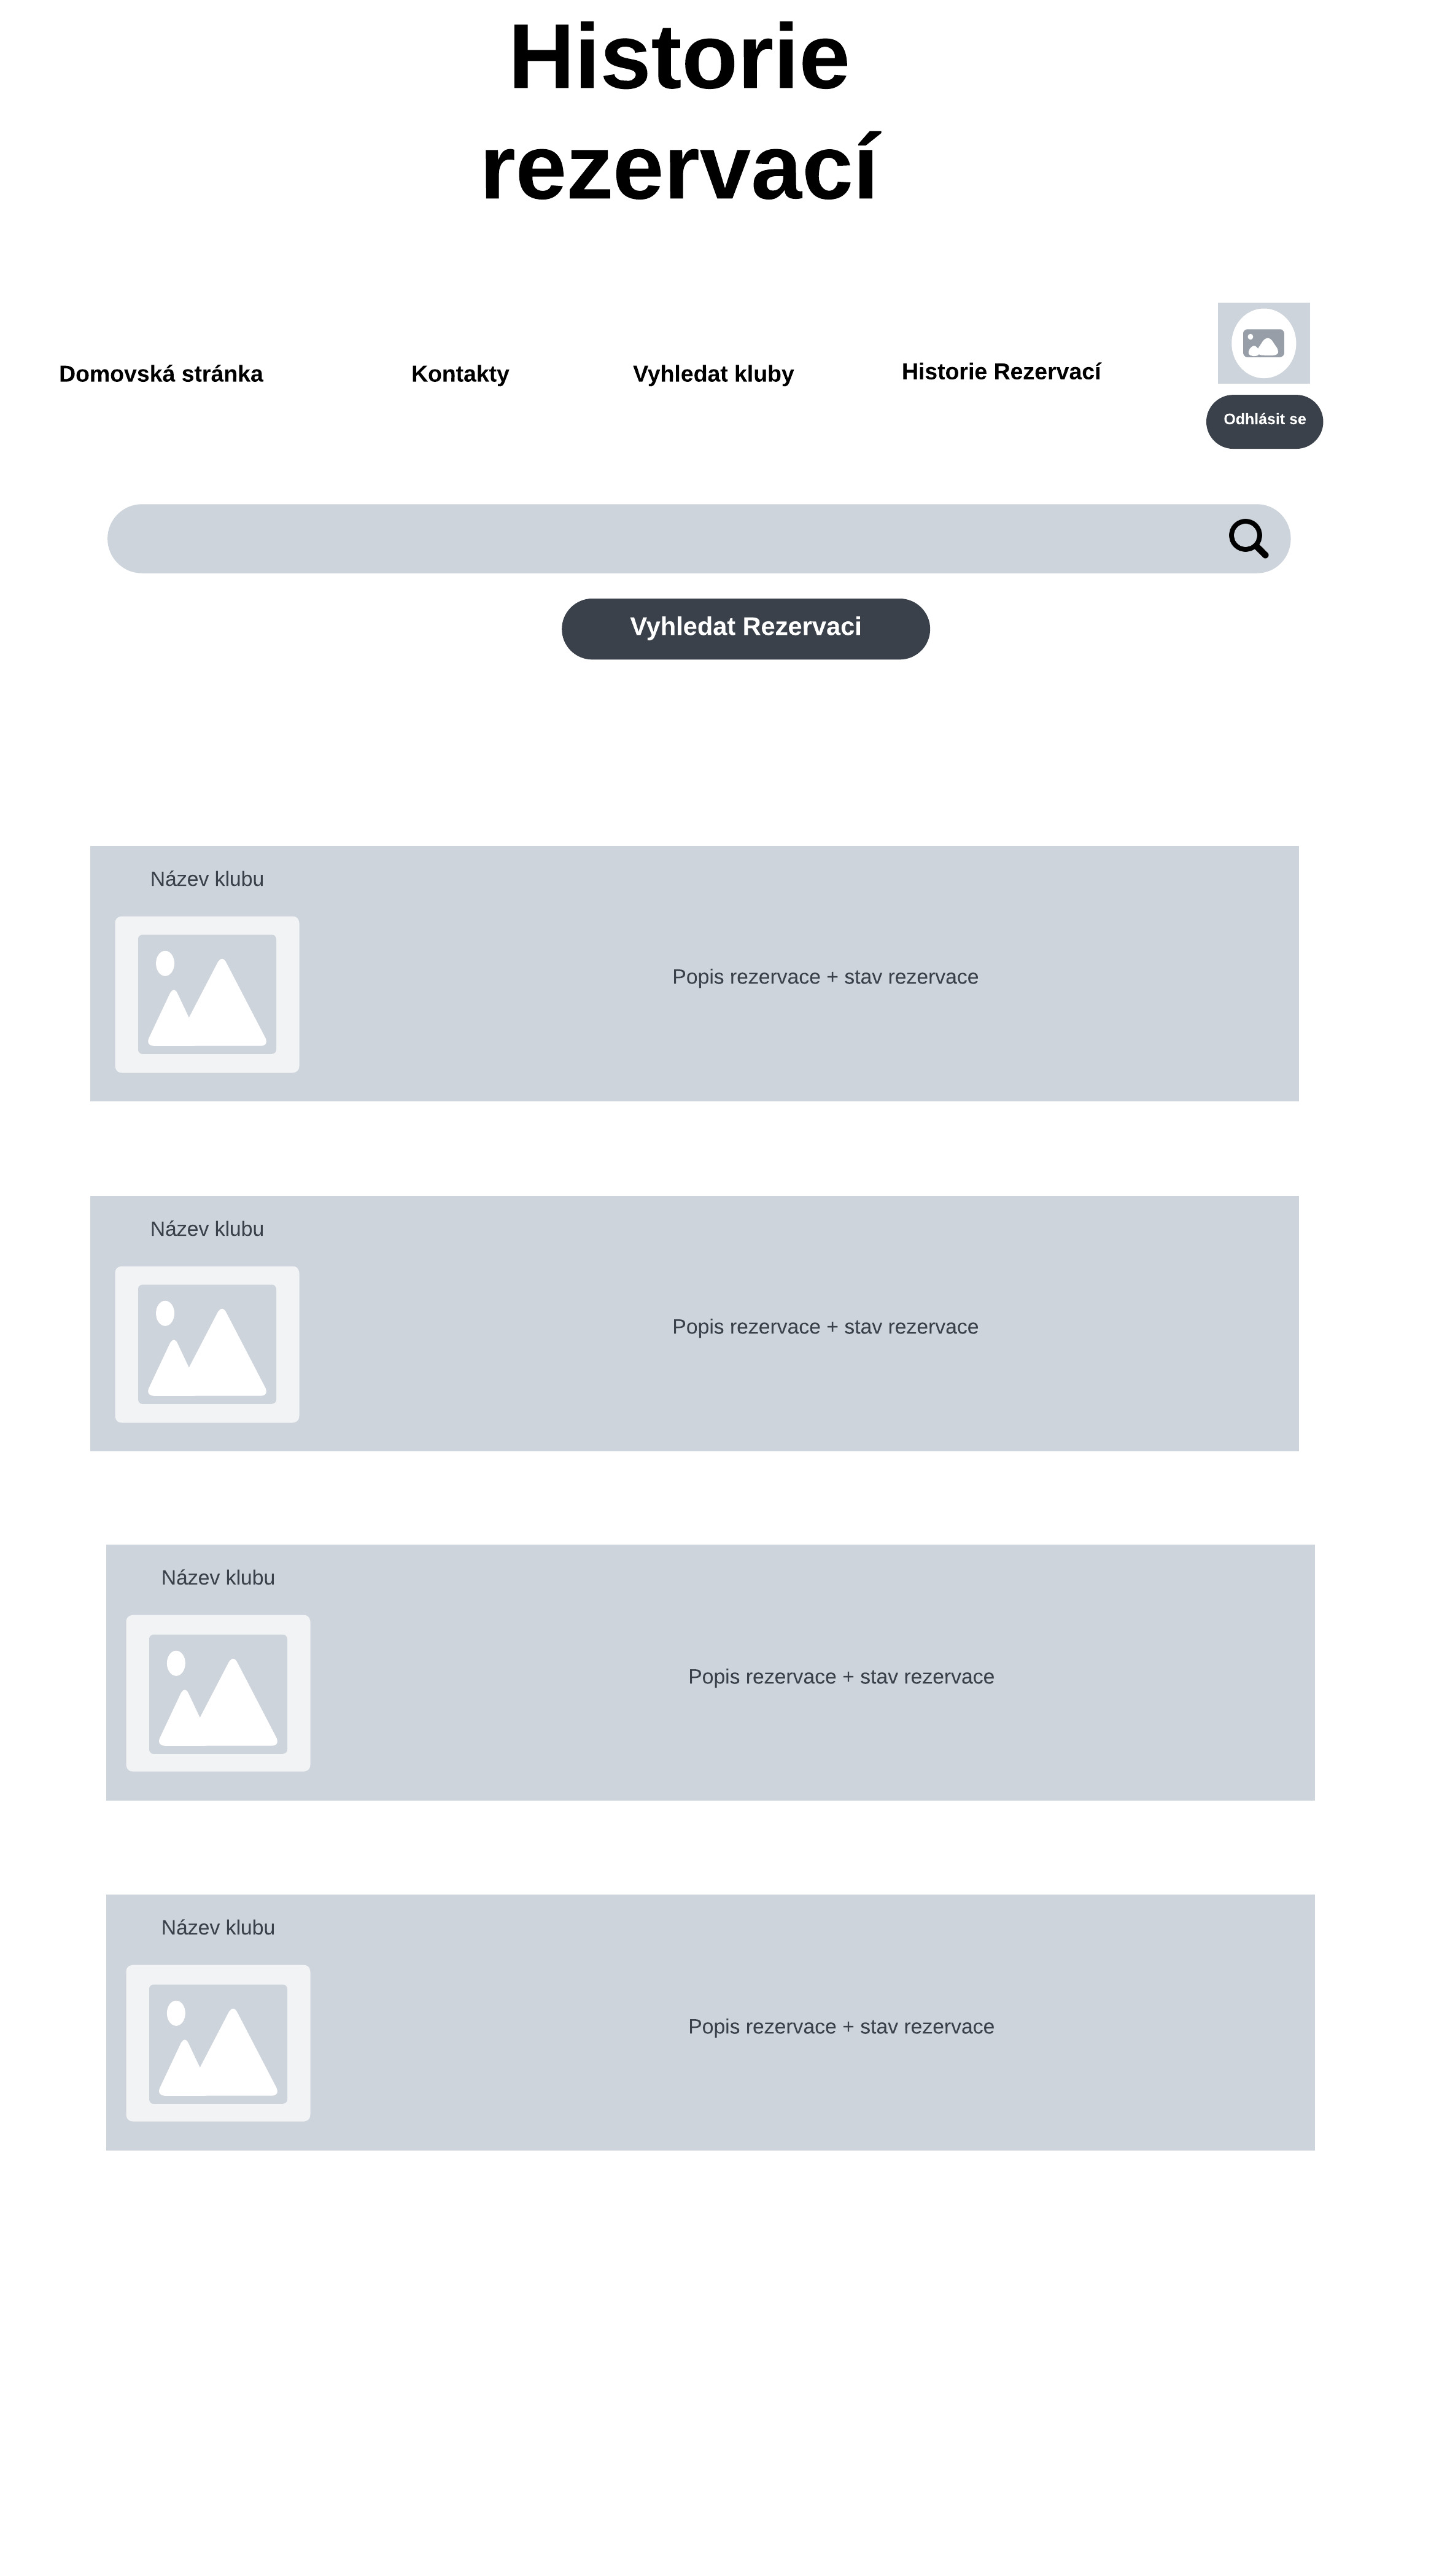 Historie
rezervací
Domovská stránka
Kontakty
Vyhledat kluby
Historie Rezervací
Odhlásit se
Vyhledat Rezervaci
Název klubu
Popis rezervace + stav rezervace
Název klubu
Popis rezervace + stav rezervace
Název klubu
Popis rezervace + stav rezervace
Název klubu
Popis rezervace + stav rezervace